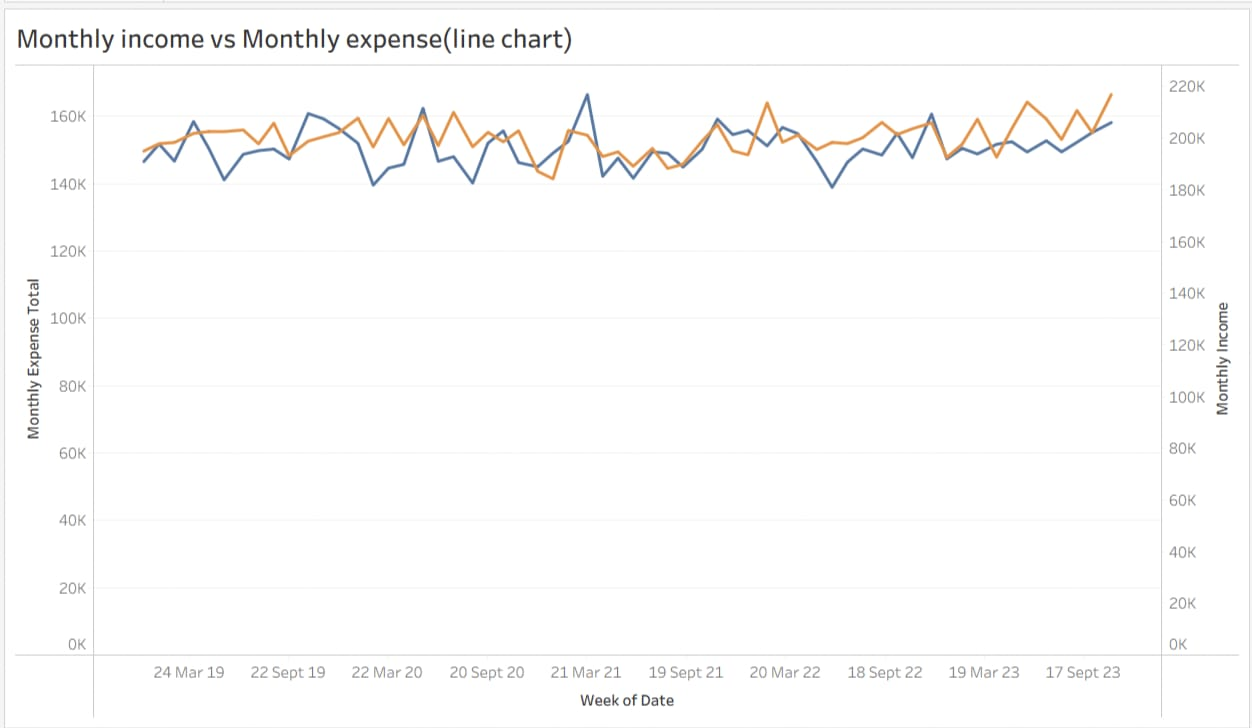 Monthly income vs Monthly expense(line chart)
160K
140K
120K
100K
80K
60K
40K
20K
0K
Monthly Expense Total
220K
200K
180K
160K
140K
120K
100K
80K
60K
40K
20K
0K
Monthly Income
24 Mar 19 22 Sept 19 22 Mar 20 20 Sept 20 21 Mar 21 19 Sept 21 20 Mar 22 18 Sept 22 19 Mar 23 17 Sept 23
Week of Date